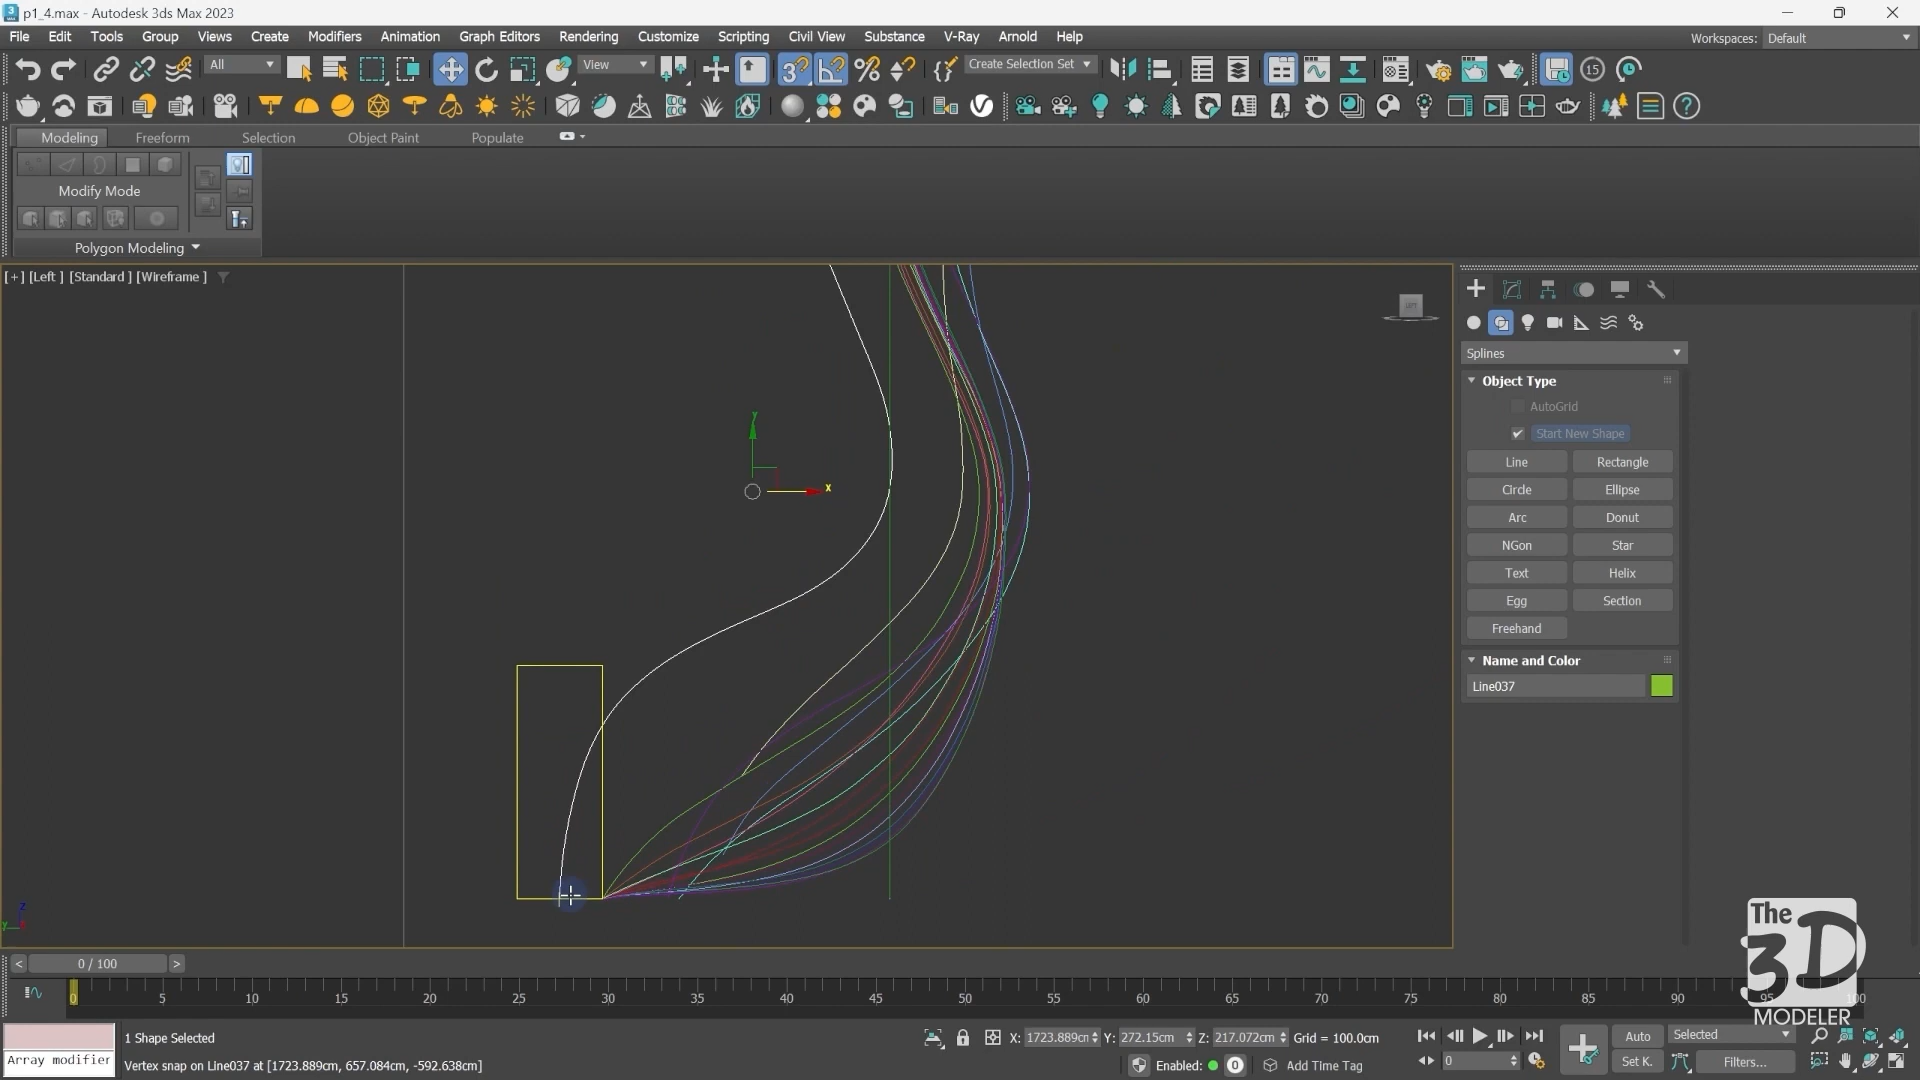 p1_4.max - Autodesk 3ds Max 2023
File Edit Tools Group Views Create Modifiers Animation Graph Editors Rendering Customize Scripting Civil View Substance V-Ray Arnold Help
Workspaces: Default
All
View
Create Selection Set
15
Modeling Freeform Selection Object Paint Populate
Modify Mode
Polygon Modeling
[+] [Left ] [Standard ] [Wireframe ]
y
x
z
y
Splines
Object Type
AutoGrid
Start New Shape
Line Rectangle
Circle Ellipse
Arc Donut
NGon Star
Text Helix
Egg Section
Freehand
Name and Color
Line037
The
3D
MODELER
< 0 / 100 >
0 5 10 15 20 25 30 35 40 45 50 55 60 65 70 75 80 85 90 95 100
Array modifier
1 Shape Selected
Vertex snap on Line037 at [1723.889cm, 657.084cm, -592.638cm]
X: 1723.889cm Y: 272.15cm Z: 217.072cm Grid = 100.0cm
Enabled: 0 Add Time Tag
0
Auto Selected
Set K. Filters...